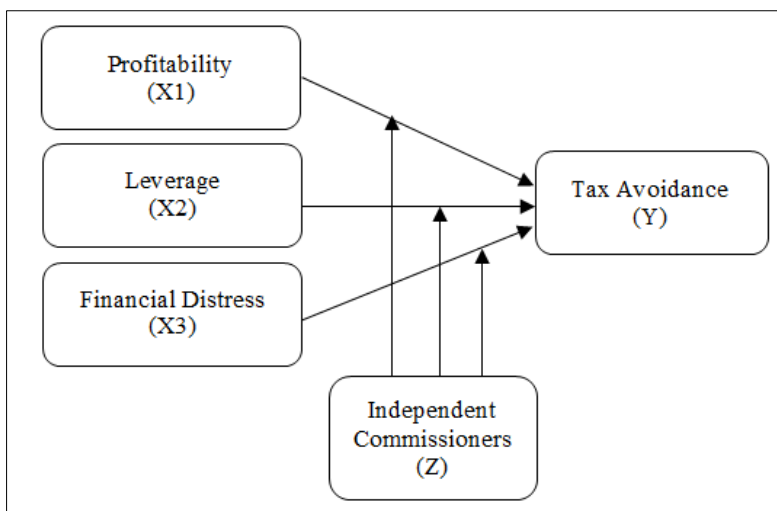 Profitability
(X1)
Leverage
(X2)
Tax Avoidance
(Y)
Financial Distress
(X3)
Independent
Commissioners
(Z)